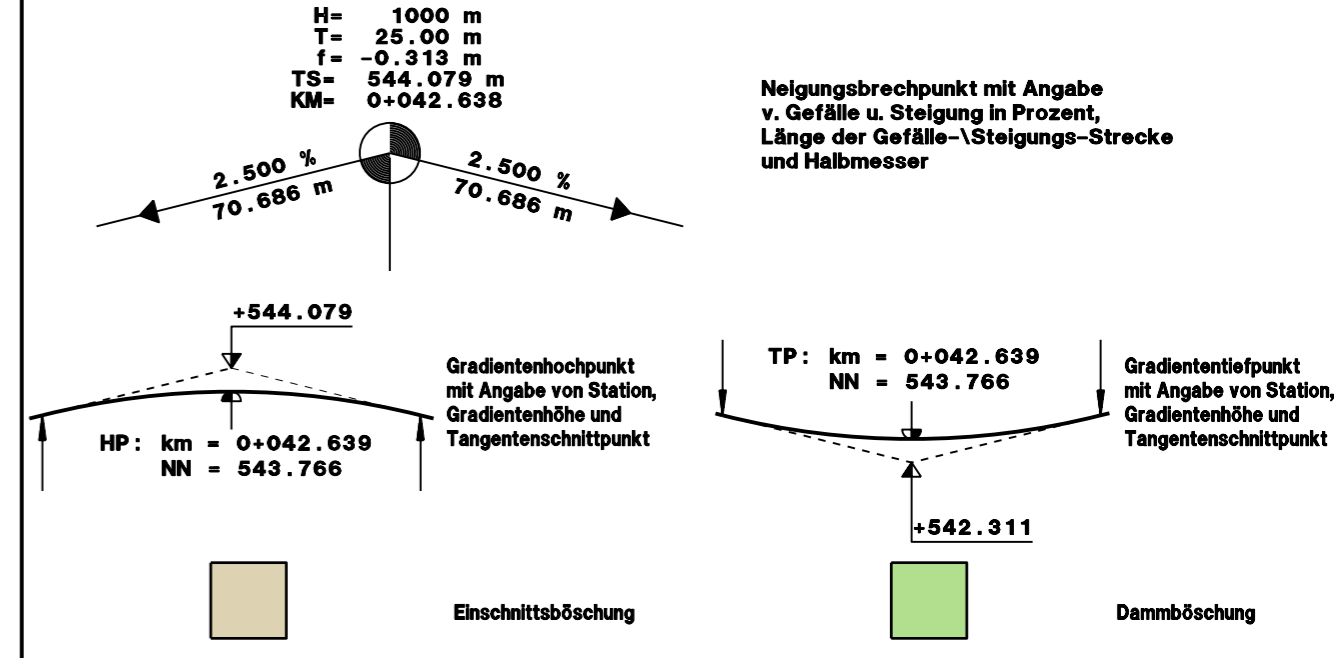 H= 1000 m
T= 25.00 m
f= -0.313 m
TS= 544.079 m
KM= 0+042.638
2.500 %
70.686 m
2.500 %
70.686 m
Neigungsbrechpunkt mit Angabe
v. Gefälle u. Steigung in Prozent,
Länge der Gefälle-\Steigungs-Strecke
und Halbmesser
+544.079
HP: km = 0+042.639
NN = 543.766
Gradientenhochpunkt
mit Angabe von Station,
Gradientenhöhe und
Tangentenschnittpunkt
TP: km = 0+042.639
NN = 543.766
+542.311
Gradiententiefpunkt
mit Angabe von Station,
Gradientenhöhe und
Tangentenschnittpunkt
Einschnittsböschung
Dammböschung